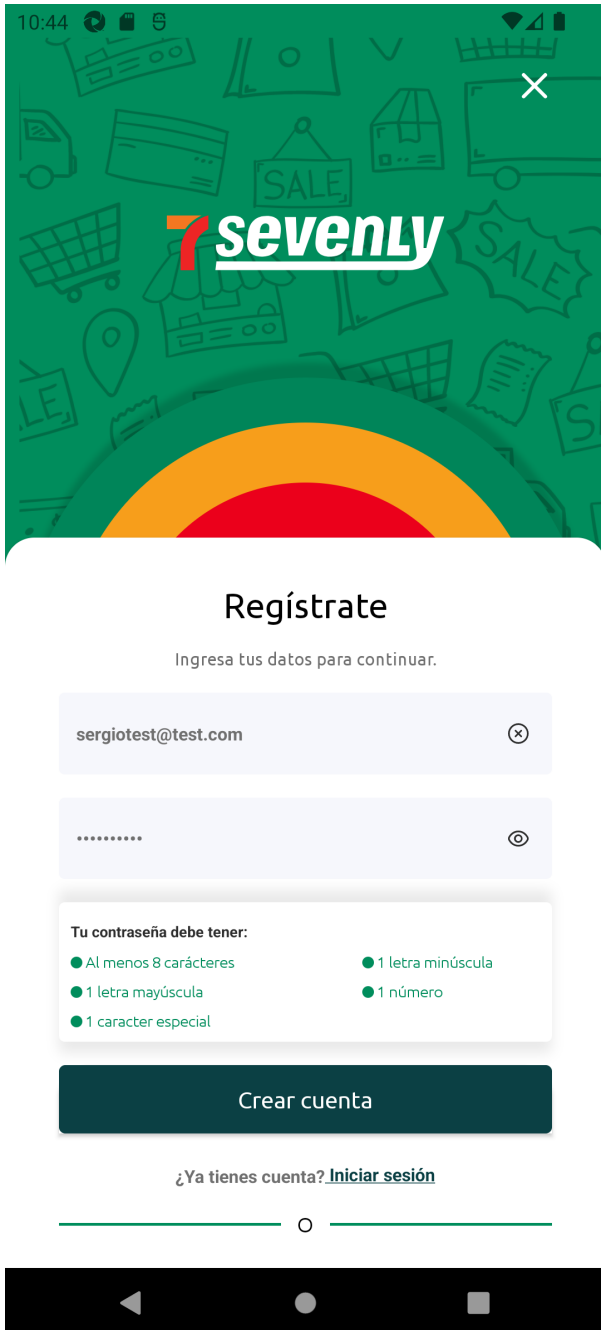 10:44
SALE
7 sevenly
SALE
LE
S
Regístrate
Ingresa tus datos para continuar.
sergiotest@test.com
••••••••••
Tu contraseña debe tener:
Al menos 8 carácteres
1 letra minúscula
1 letra mayúscula
1 número
1 caracter especial
Crear cuenta
¿Ya tienes cuenta? Iniciar sesión
O